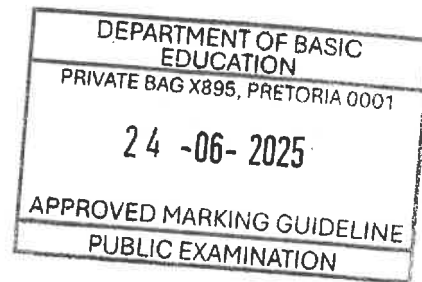 DEPARTMENT OF BASIC
EDUCATION
PRIVATE BAG X895, PRETORIA 0001
24 -06- 2025
APPROVED MARKING GUIDELINE
PUBLIC EXAMINATION